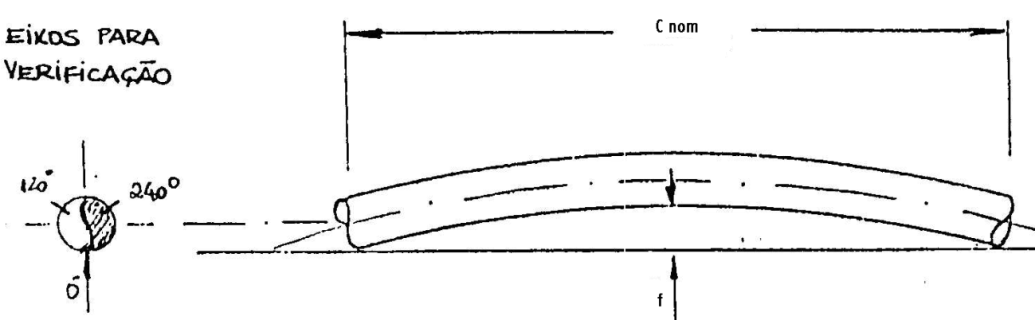 EIXOS PARA
VERIFICAÇÃO
C nom
120°
240°
0°
f